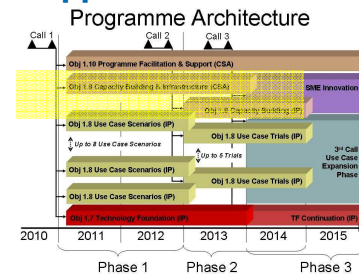 Programme Architecture
Call 1
Call 2
Call 3
Obj 1.10 Programme Facilitation & Support (CSA)
Obj 1.9 Capacity Building & Infrastructure (CSA)
SME Innovation
Obj 1.9 Capacity Building (IP)
Obj 1.8 Use Case Scenarios (IP)
Obj 1.8 Use Case Trials (IP)
Up to 8 Use Case Scenarios
Up to 5 Trials
3rd Call
Use Case
Expansion
Phase
Obj 1.8 Use Case Scenarios (IP)
Obj 1.8 Use Case Trials (IP)
Obj 1.8 Use Case Scenarios (IP)
Obj 1.7 Technology Foundation (IP)
TF Continuation (IP)
2010
2011
2012
2013
2014
2015
Phase 1
Phase 2
Phase 3